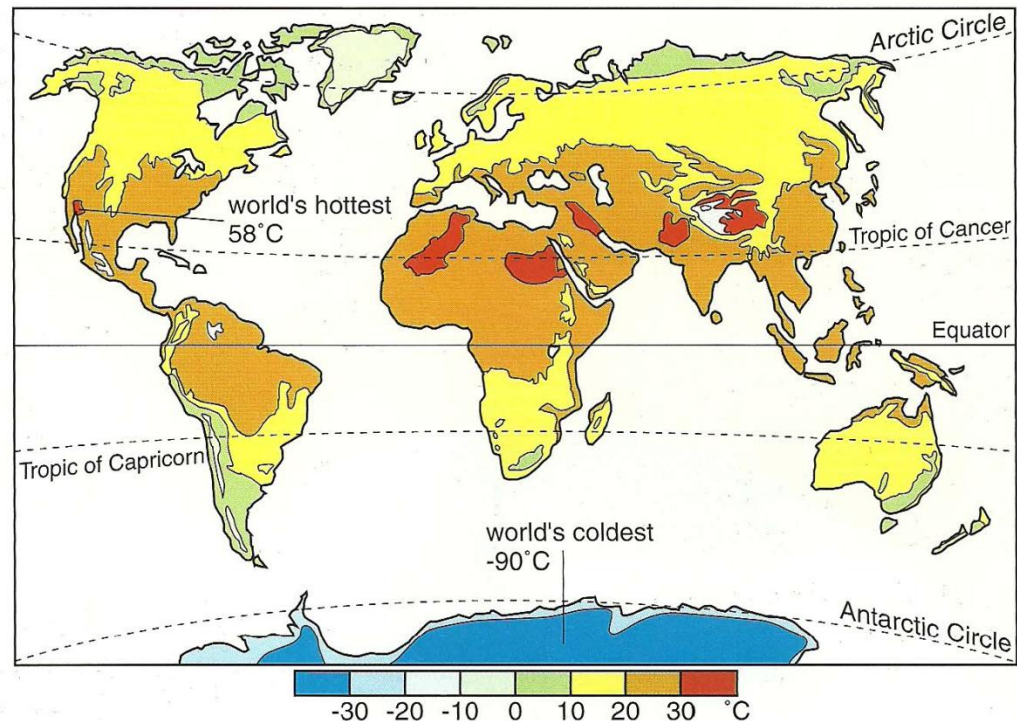 Arctic Circle
world's hottest
58˚C
Tropic of Cancer
Equator
Tropic of Capricorn
world's coldest
-90˚C
Antarctic Circle
-30 -20 -10 0 10 20 30 ˚C